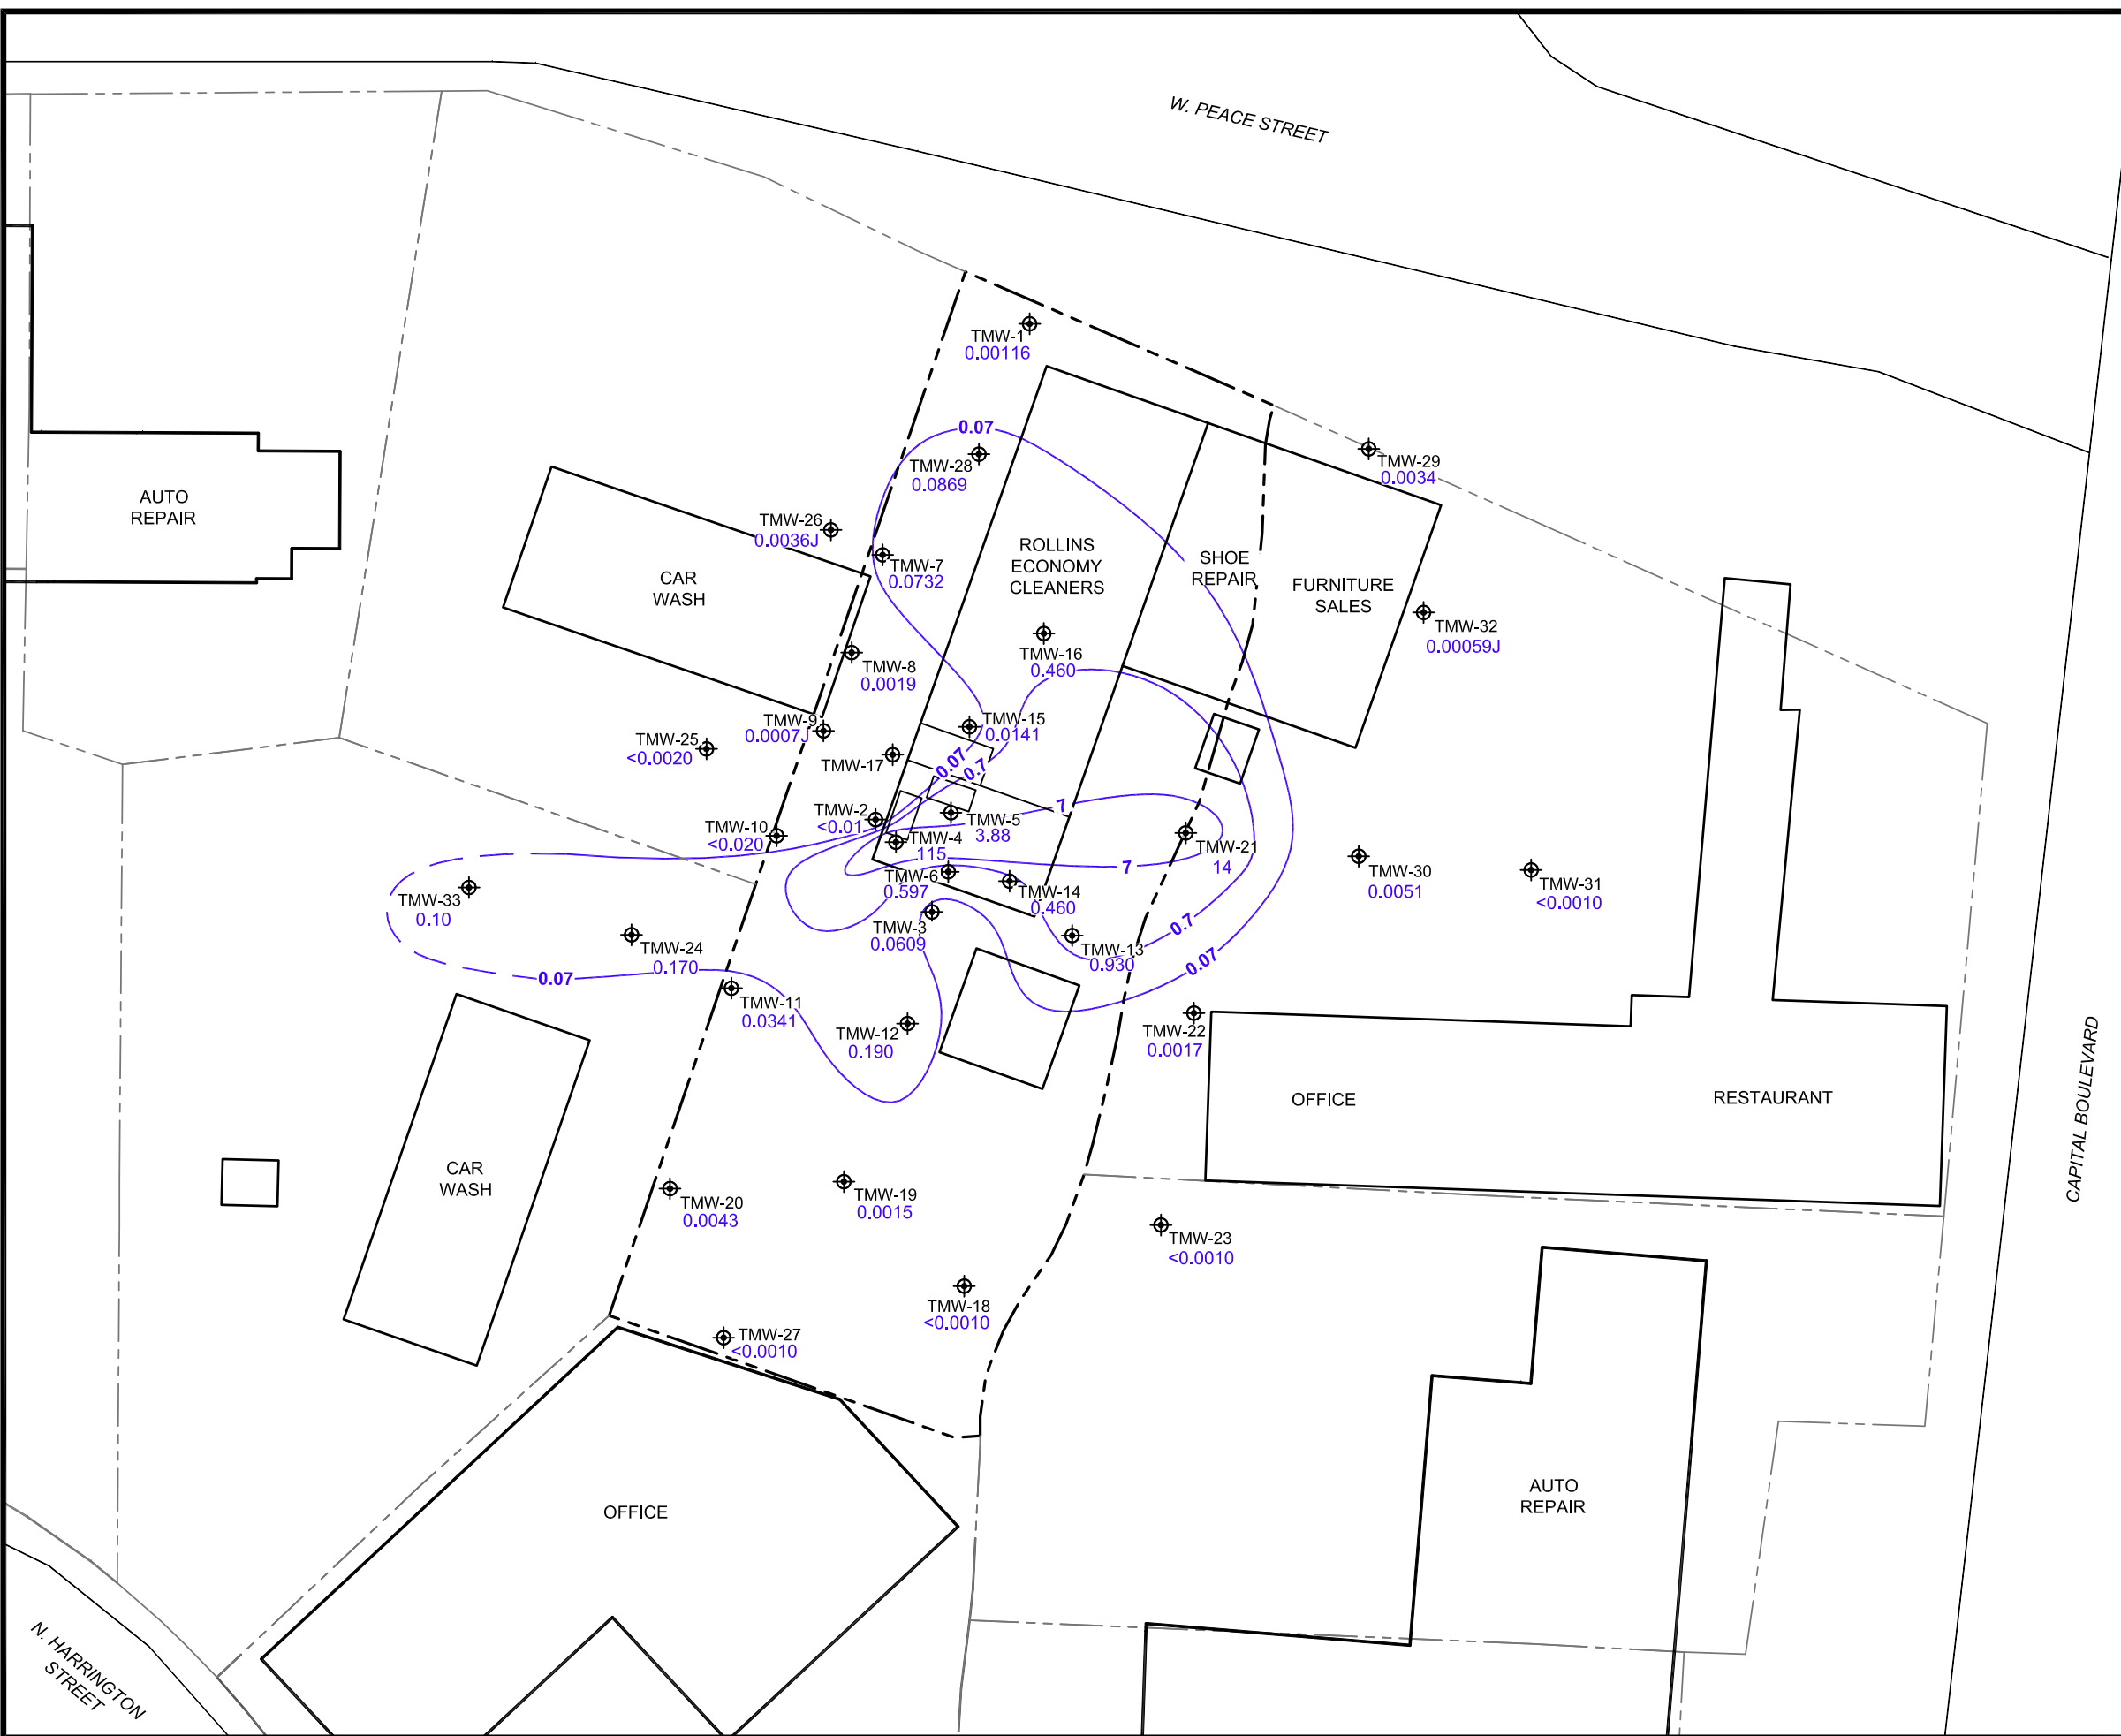 W. PEACE STREET
TMW-1
0.00116
0.07
TMW-28
0.0869
TMW-29
0.0034
AUTO
REPAIR
TMW-26
0.0036J
TMW-7
0.0732
ROLLINS
ECONOMY
CLEANERS
SHOE
REPAIR
FURNITURE
SALES
CAR
WASH
TMW-32
0.00059J
TMW-16
0.460
TMW-8
0.0019
TMW-9
0.0007J
TMW-15
0.0141
TMW-25
<0.0020
TMW-17
0.07
0.7
7
TMW-2
<0.01
TMW-5
3.88
TMW-10
<0.020
TMW-4
115
TMW-21
14
7
TMW-6
0.597
TMW-14
0.460
TMW-30
0.0051
TMW-31
<0.0010
TMW-33
0.10
TMW-3
0.0609
0.7
TMW-24
0.170
TMW-13
0.930
0.07
0.07
TMW-11
0.0341
TMW-12
0.190
TMW-22
0.0017
OFFICE
RESTAURANT
CAPITAL BOULEVARD
CAR
WASH
TMW-20
0.0043
TMW-19
0.0015
TMW-23
<0.0010
TMW-18
<0.0010
TMW-27
<0.0010
OFFICE
AUTO
REPAIR
N. HARRINGTON
STREET